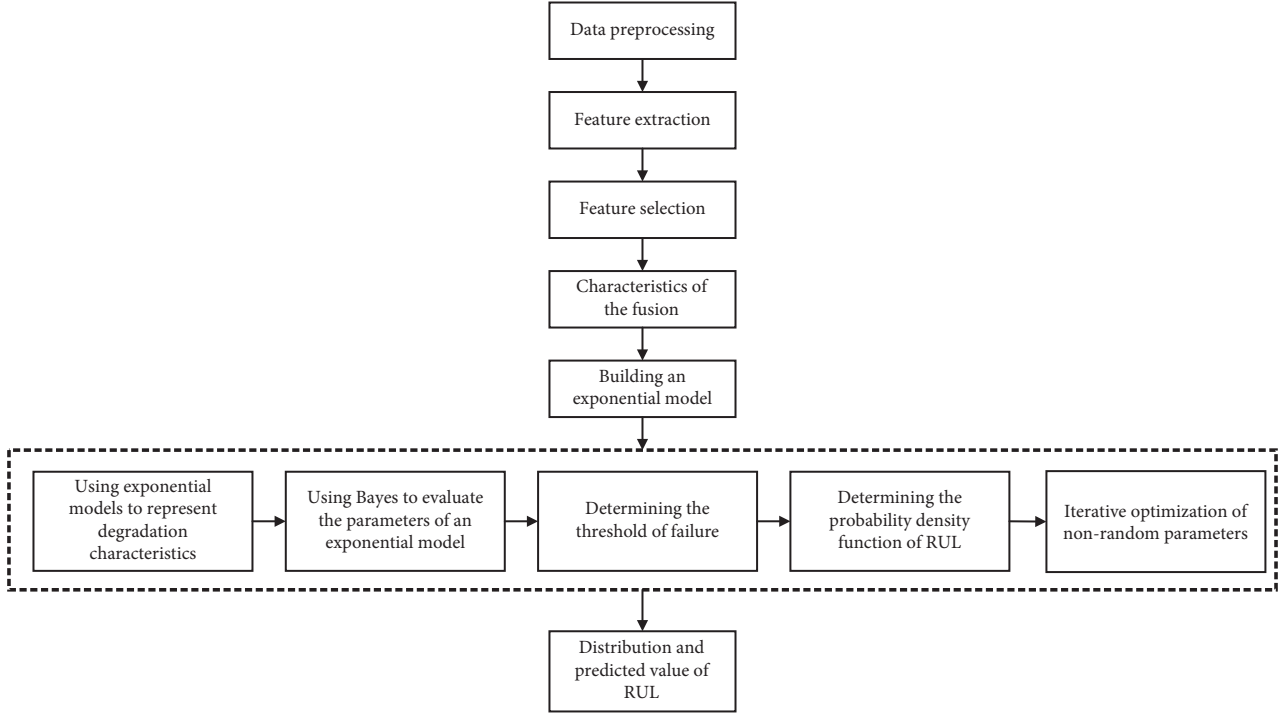 Data preprocessing
Feature extraction
Feature selection
Characteristics of
the fusion
Building an
exponential model
Using exponential
models to represent
degradation
characteristics
Using Bayes to evaluate
the parameters of an
exponential model
Determining the
threshold of failure
Determining the
probability density
function of RUL
Iterative optimization of
non-random parameters
Distribution and
predicted value of
RUL